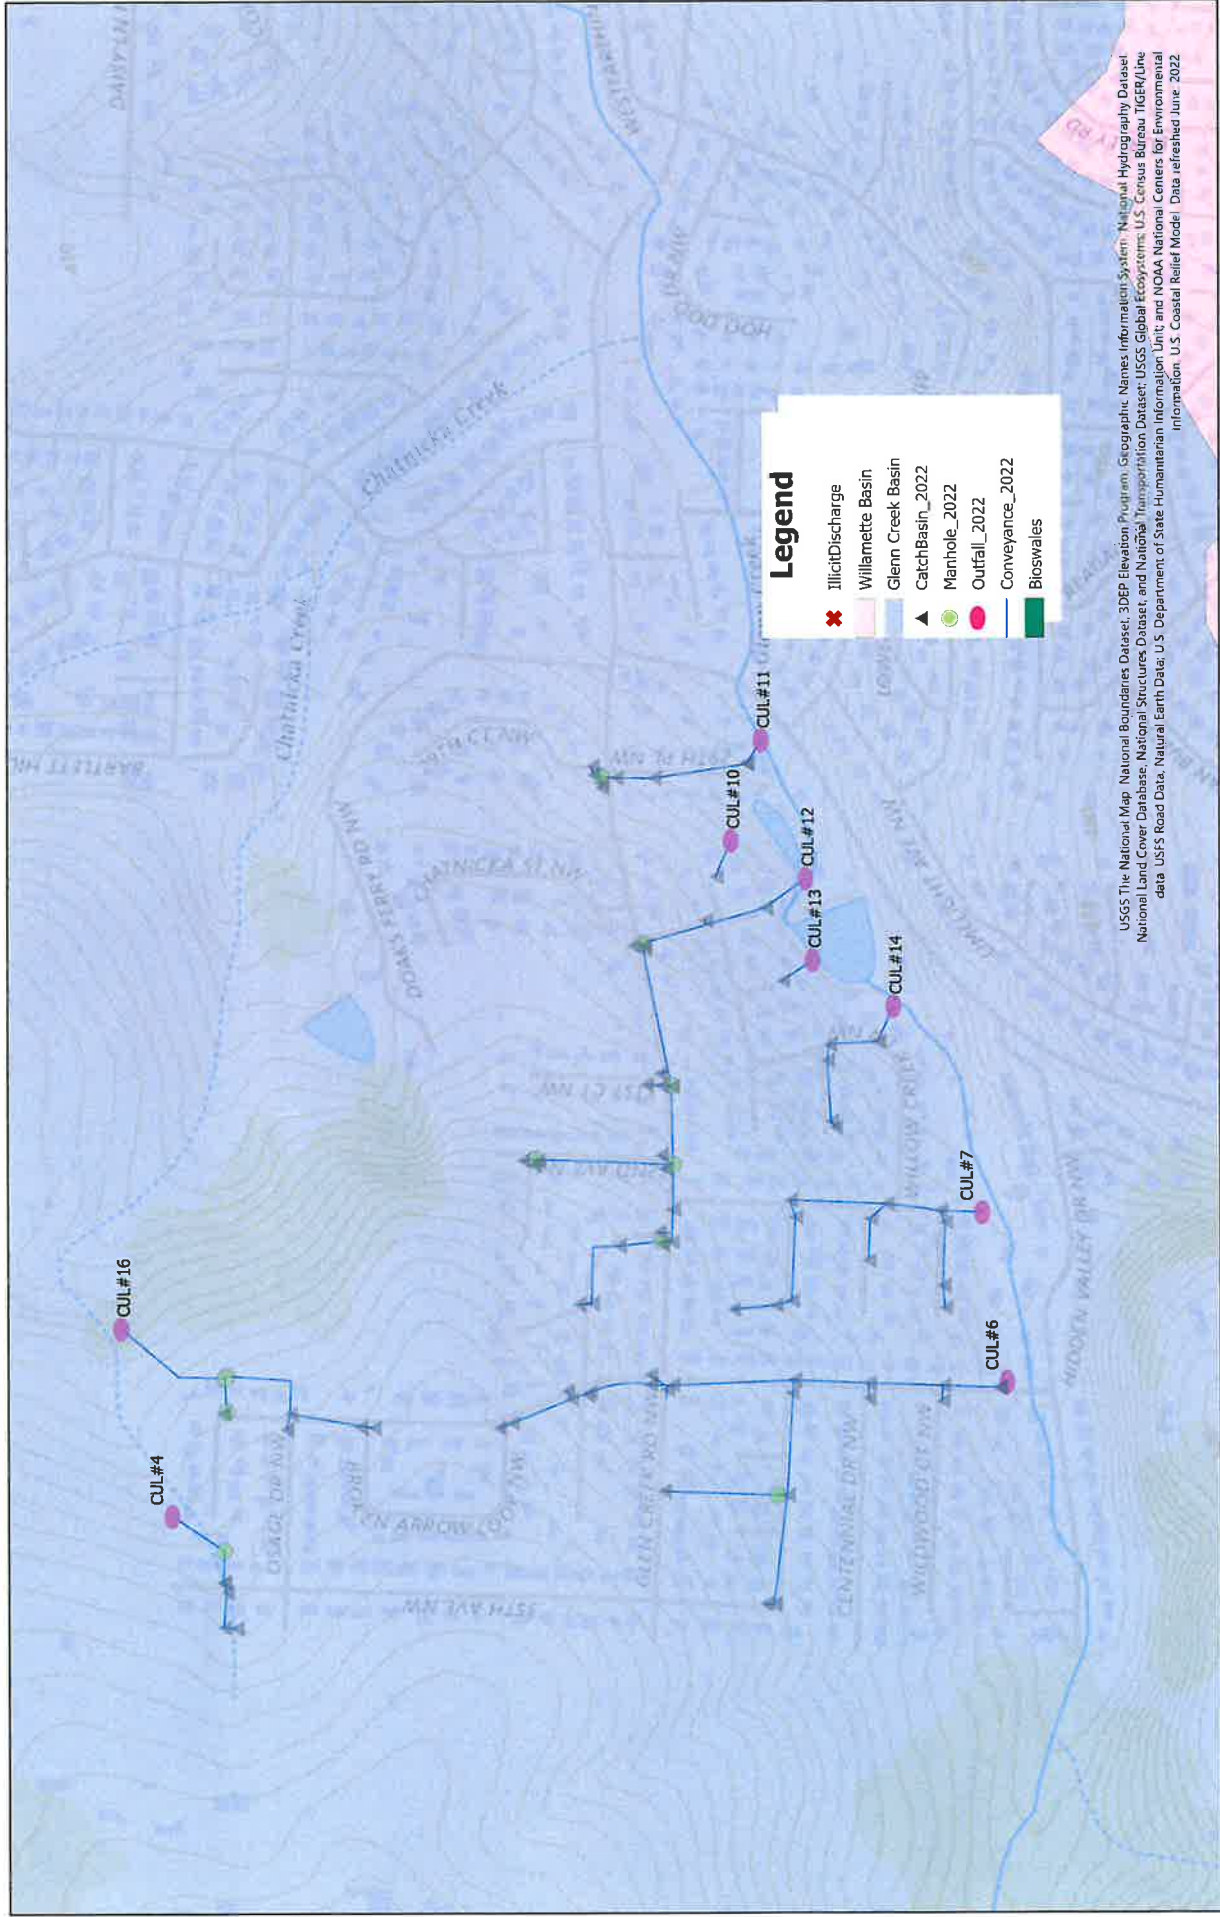 CUL#16
CUL#4
CUL#11
CUL#10
CUL#12
CUL#13
CUL#14
CUL#7
CUL#6
Chatnicka Creek
Chatnicka Creek
BARTLETT HIL
DOAKS FERRY RD NW
OSAGE DR NW
BROK
EN ARROW LOOP NW
35TH AVE NW
GLEN CREEK RD NW
CENTENNIAL DR NW
WILDWOOD CT NW
WILLOW CREEK
HIDDEN VALLEY DR NW
LIMELIGHT AVE NW
Legend
IllicitDischarge
Willamette Basin
Glenn Creek Basin
CatchBasin_2022
Manhole_2022
Outfall_2022
Conveyance_2022
Bioswales
USGS The National Map National Boundaries Dataset, 3DEP Elevation Program, Geographic Names Information System, National Hydrography Dataset
National Land Cover Database, National Structures Dataset, and National Transportation Dataset; USGS Global Ecosystems; U.S. Census Bureau TIGER/Line
data USFS Road Data, Natural Earth Data; U S Department of State Humanitarian Information Unit; and NOAA National Centers for Environmental
Information U.S. Coastal Relief Model Data refreshed June 2022